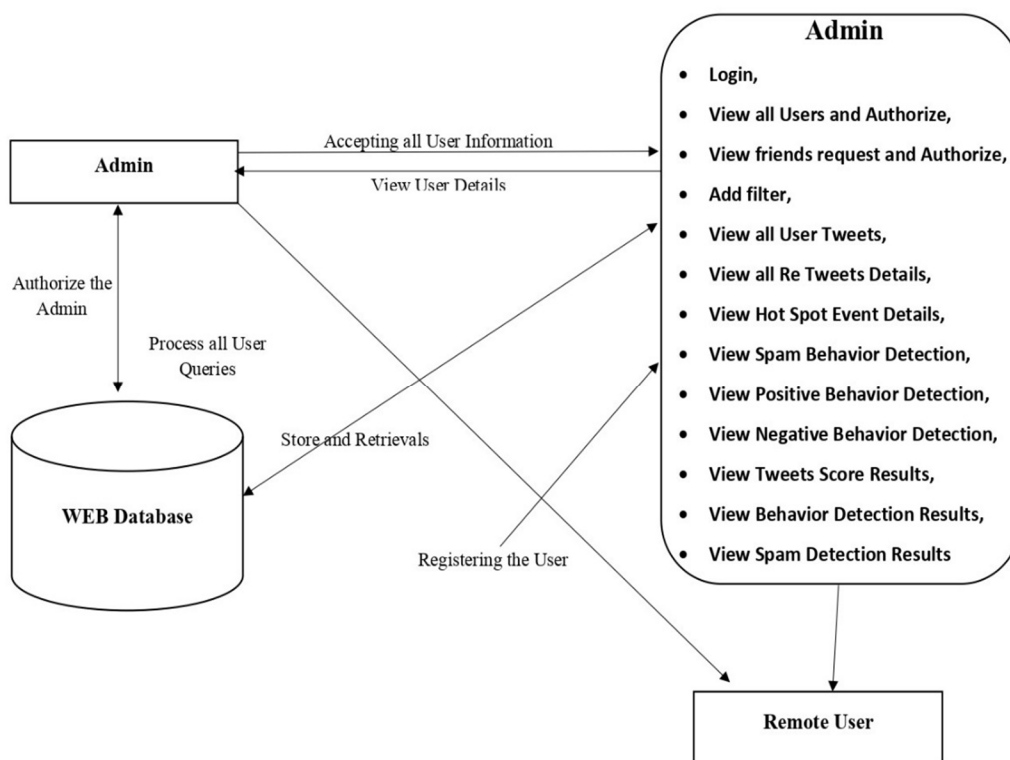 Admin
Login,
View all Users and Authorize,
View friends request and Authorize,
Add filter,
View all User Tweets,
View all Re Tweets Details,
View Hot Spot Event Details,
View Spam Behavior Detection,
View Positive Behavior Detection,
View Negative Behavior Detection,
View Tweets Score Results,
View Behavior Detection Results,
View Spam Detection Results
Accepting all User Information
Admin
View User Details
Authorize the
Admin
Process all User
Queries
Store and Retrievals
WEB Database
Registering the User
Remote User